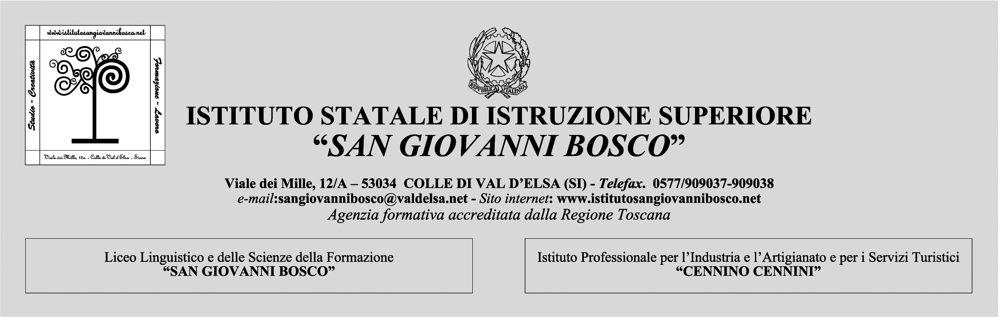 www.istitutosangiovannibosco.net
Studio - Creatività
Formazione - Lavoro
Viale dei Mille, 12a - Colle di Val d'Elsa - Siena
REPVBBLICA ITALIANA
ISTITUTO STATALE DI ISTRUZIONE SUPERIORE
“SAN GIOVANNI BOSCO”
Viale dei Mille, 12/A – 53034  COLLE DI VAL D’ELSA (SI) - Telefax.  0577/909037-909038
e-mail:sangiovannibosco@valdelsa.net - Sito internet: www.istitutosangiovannibosco.net
Agenzia formativa accreditata dalla Regione Toscana
Liceo Linguistico e delle Scienze della Formazione
“SAN GIOVANNI BOSCO”
Istituto Professionale per l’Industria e l’Artigianato e per i Servizi Turistici
“CENNINO CENNINI”